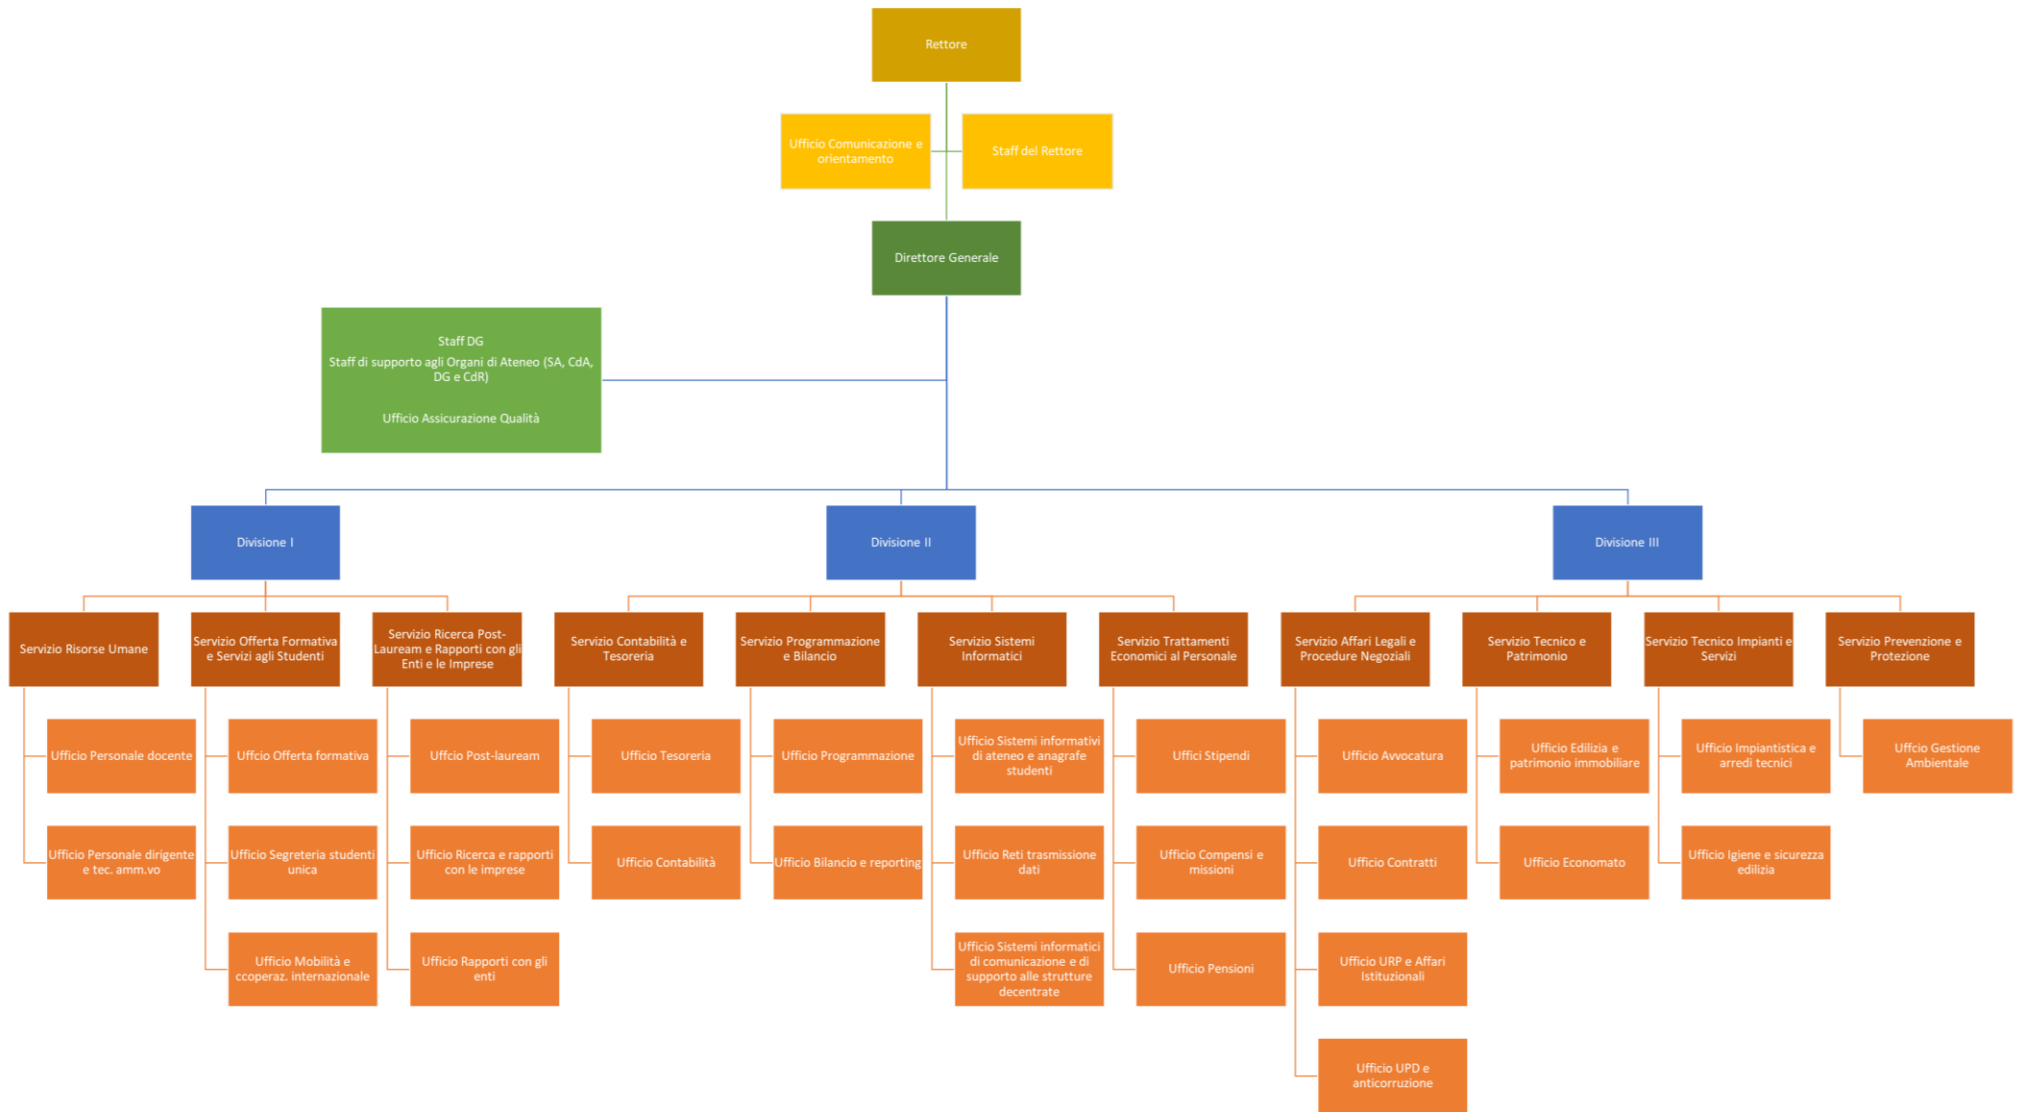 Rettore
Ufficio Comunicazione e
orientamento
Staff del Rettore
Direttore Generale
Staff DG
Staff di supporto agli Organi di Ateneo (SA, CdA,
DG e CdR)
Ufficio Assicurazione Qualità
Divisione I
Divisione II
Divisione III
Servizio Risorse Umane
Servizio Offerta Formativa
e Servizi agli Studenti
Servizio Ricerca Post-
Lauream e Rapporti con gli
Enti e le Imprese
Servizio Contabilità e
Tesoreria
Servizio Programmazione
e Bilancio
Servizio Sistemi
Informatici
Servizio Trattamenti
Economici al Personale
Servizio Affari Legali e
Procedure Negoziali
Servizio Tecnico e
Patrimonio
Servizio Tecnico Impianti e
Servizi
Servizio Prevenzione e
Protezione
Ufficio Personale docente
Uffcio Offerta formativa
Ufficio Post-lauream
Ufficio Tesoreria
Ufficio Programmazione
Ufficio Sistemi informativi
di ateneo e anagrafe
studenti
Uffici Stipendi
Ufficio Avvocatura
Ufficio Edilizia e
patrimonio immobiliare
Ufficio Impiantistica e
arredi tecnici
Uffcio Gestione
Ambientale
Ufficio Personale dirigente
e tec. amm.vo
Ufficio Segreteria studenti
unica
Ufficio Ricerca e rapporti
con le imprese
Ufficio Contabilità
Ufficio Bilancio e reporting
Ufficio Reti trasmissione
dati
Ufficio Compensi e
missioni
Ufficio Contratti
Ufficio Economato
Ufficio Igiene e sicurezza
edilizia
Ufficio Mobilità e
ccoperaz. internazionale
Ufficio Rapporti con gli
enti
Ufficio Sistemi informatici
di comunicazione e di
supporto alle strutture
decentrate
Ufficio Pensioni
Ufficio URP e Affari
Istituzionali
Ufficio UPD e
anticorruzione